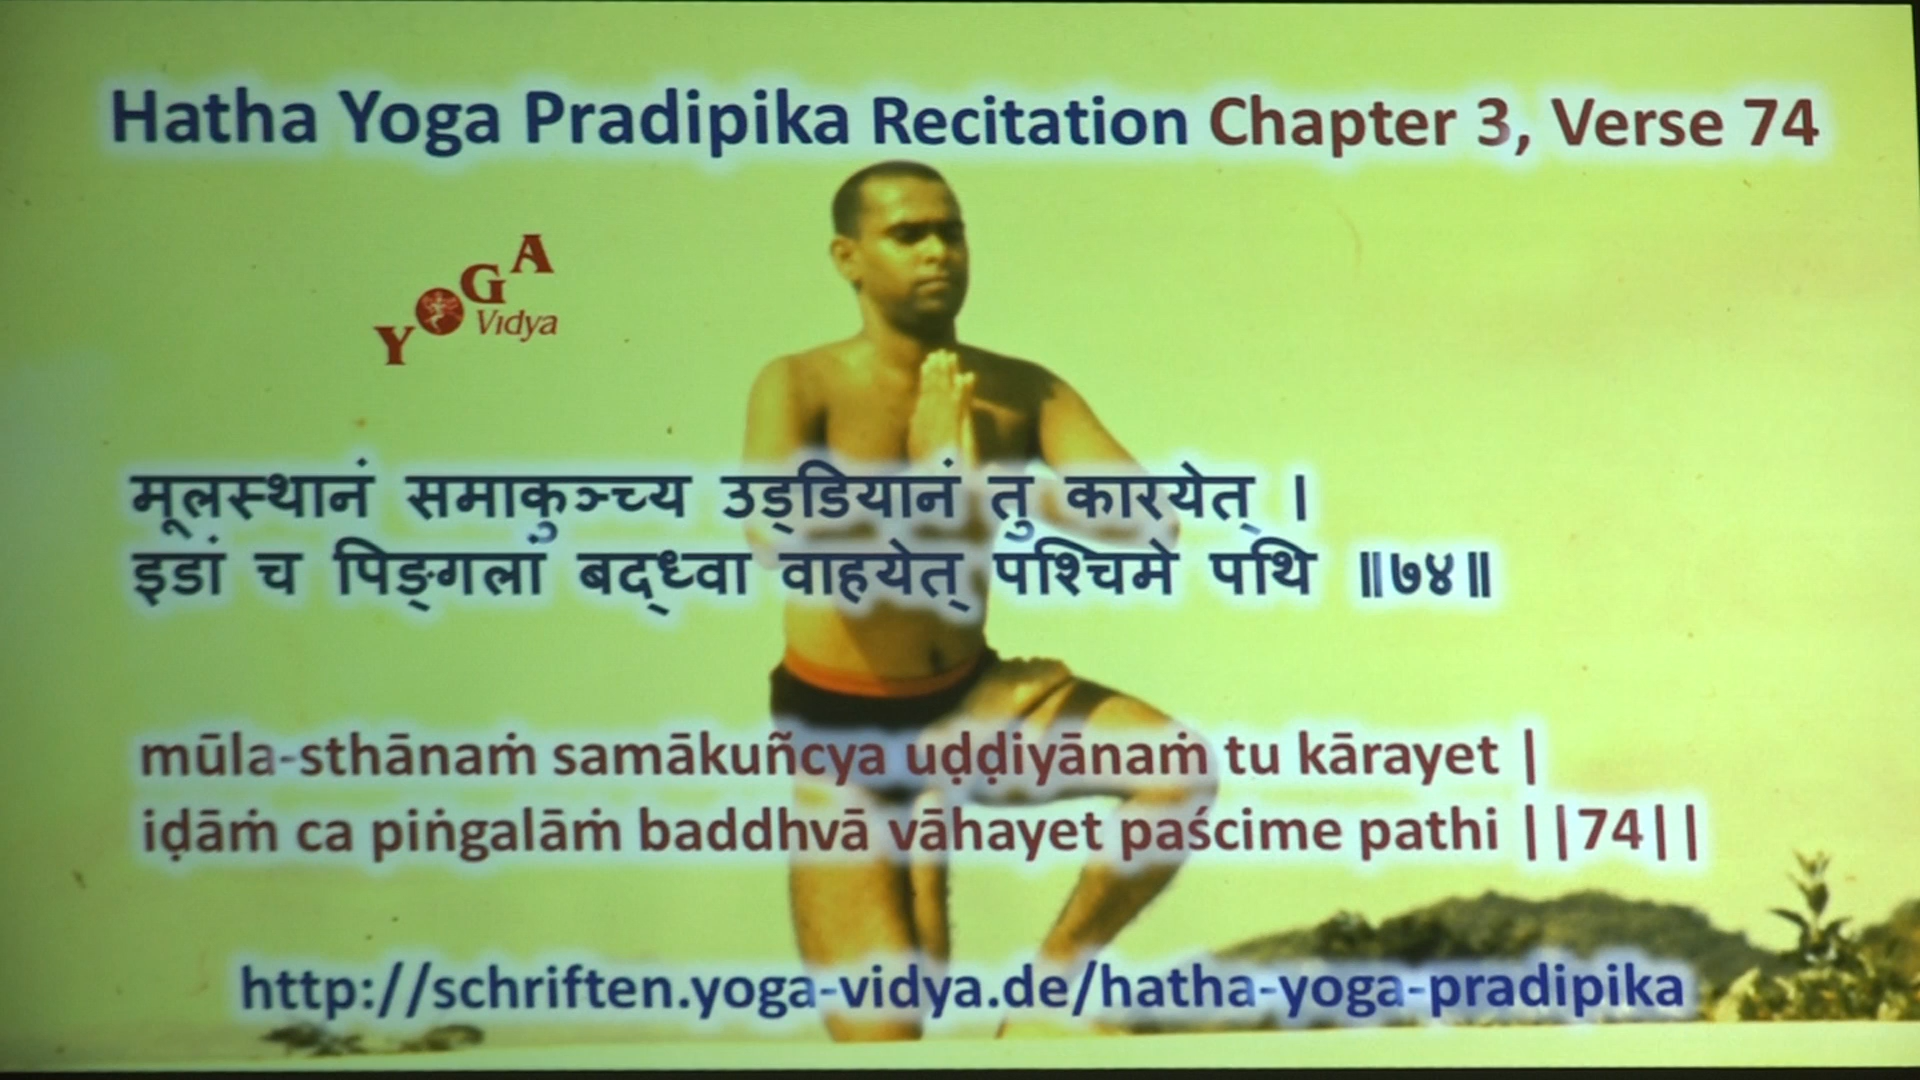 Hatha Yoga Pradipika Recitation Chapter 3, Verse 74
YOGA
Vidya
मूलस्थानं समाकुञ्च्य उड्डियानं तु कारयेत् ।
इडां च पिङ्गलां बद्ध्वा वाहयेत् पश्चिमे पथि ॥७४॥
mūla-sthānaṁ samākuñcya uḍḍiyānaṁ tu kārayet |
iḍāṁ ca piṅgalāṁ baddhvā vāhayet paścime pathi ||74||
http://schriften.yoga-vidya.de/hatha-yoga-pradipika